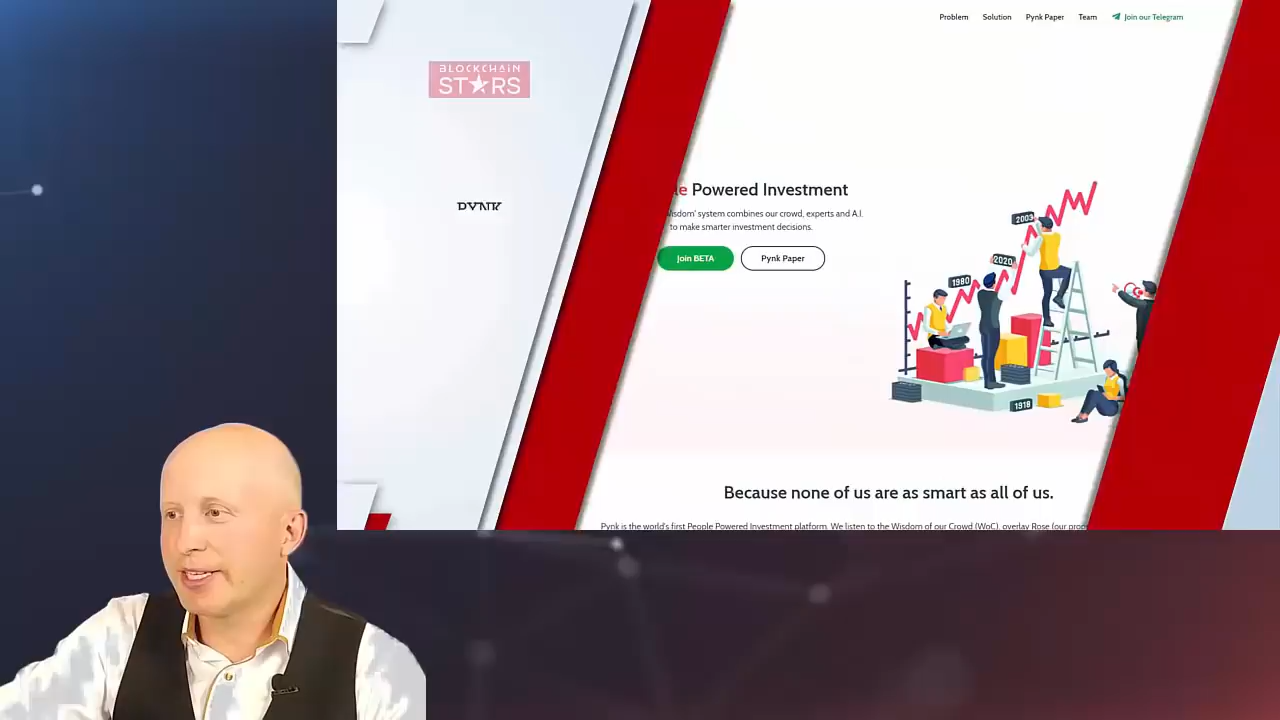 Problem
Solution
Pynk Paper
Team
Join our Telegram
BLOCKCHAIN
STARS
PYNK
Powered Investment
system combines our crowd, experts and A.I.
to make smarter investment decisions.
Join BETA
Pynk Paper
2003
2020
1980
1918
Because none of us are as smart as all of us.
Pynk is the world's first People Powered Investment platform. We listen to the Wisdom of our Crowd (WoC), overlay Rose (our